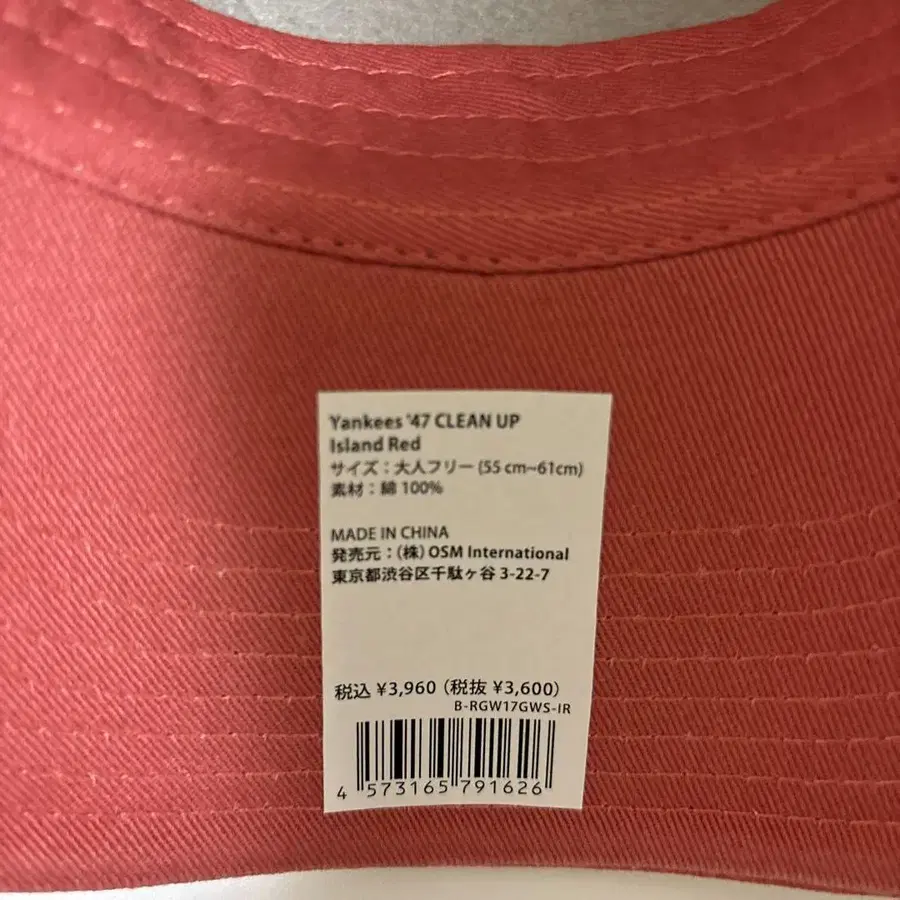 Yankees '47 CLEAN UP
Island Red
サイズ：大人フリー (55 cm~61cm)
素材：綿 100%
MADE IN CHINA
発売元：（株）OSM International
東京都渋谷区千駄ヶ谷 3-22-7
税込 ¥3,960（税抜 ¥3,600）
B-RGW17GWS-IR
4 573165 791626